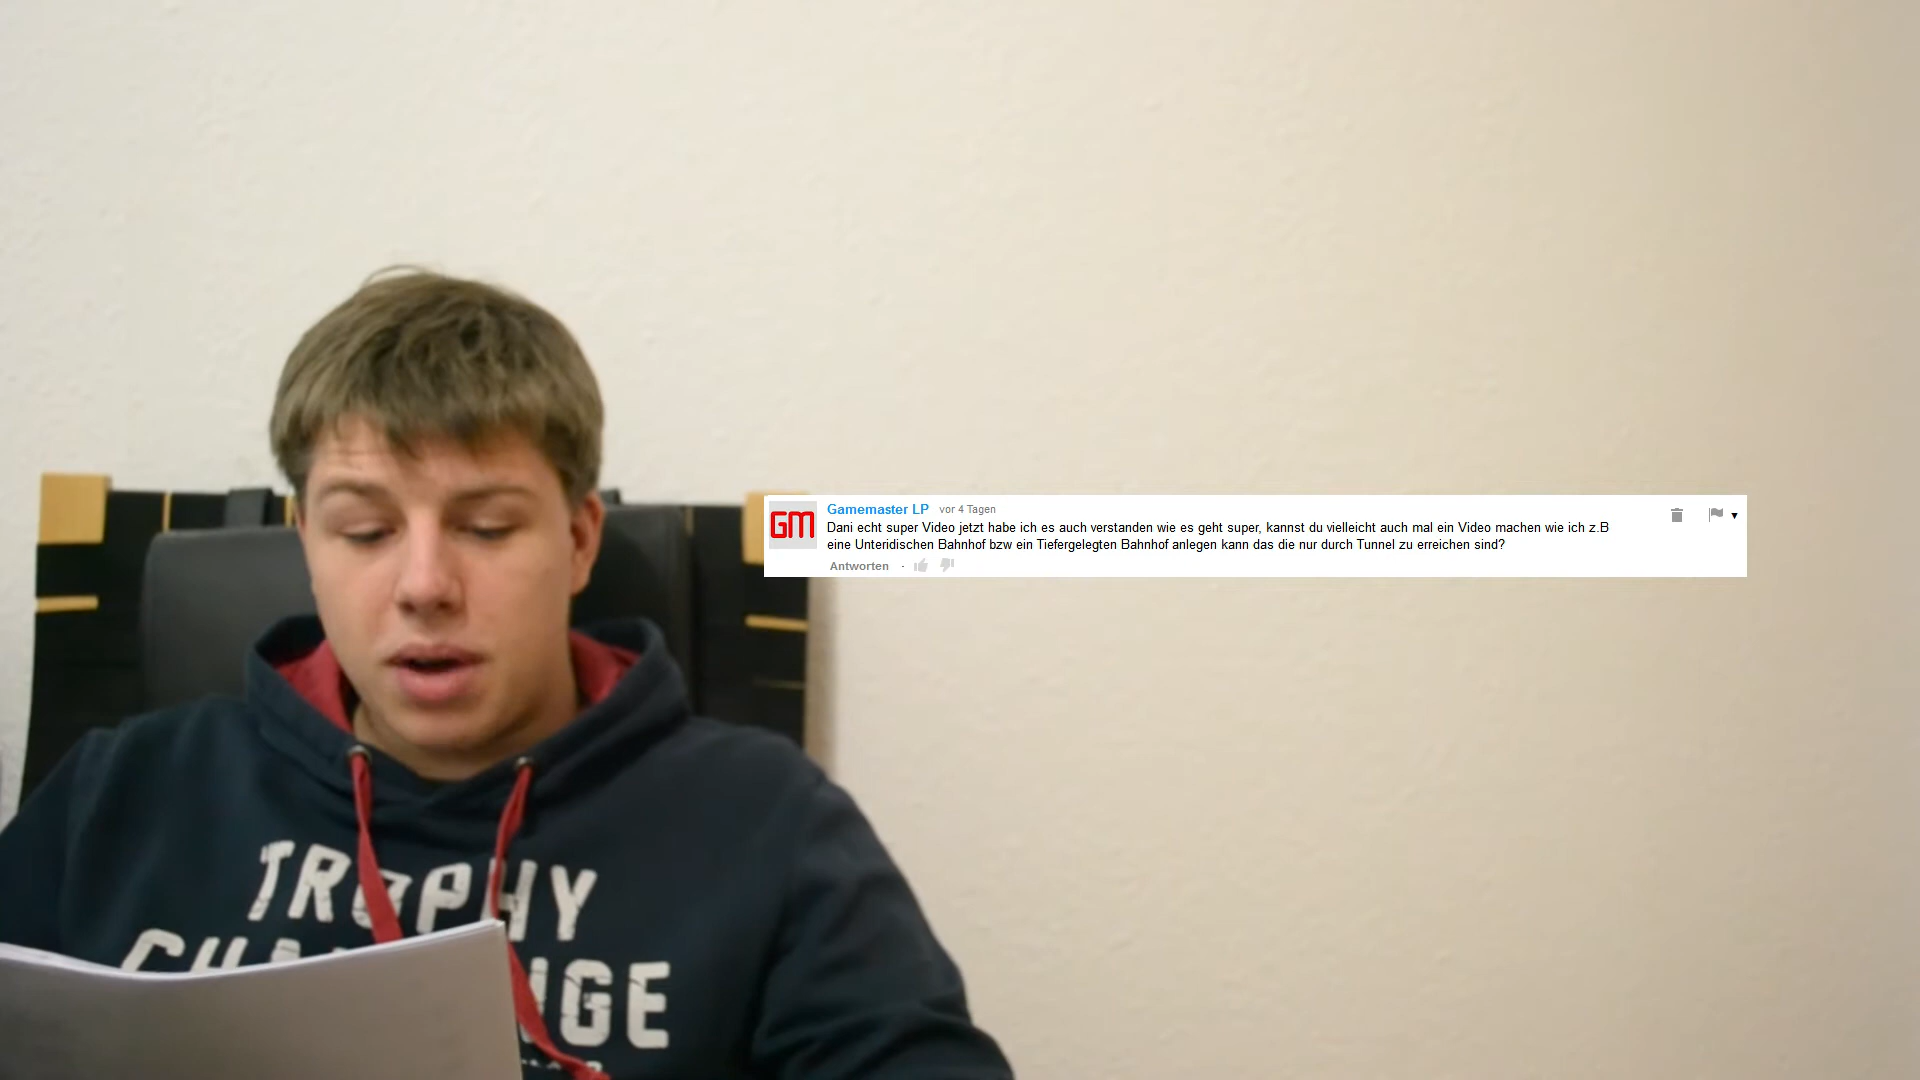 GM
Gamemaster LP vor 4 Tagen
Dani echt super Video jetzt habe ich es auch verstanden wie es geht super, kannst du vielleicht auch mal ein Video machen wie ich z.B
eine Unteridischen Bahnhof bzw ein Tiefergelegten Bahnhof anlegen kann das die nur durch Tunnel zu erreichen sind?
Antworten ·
TROPHY